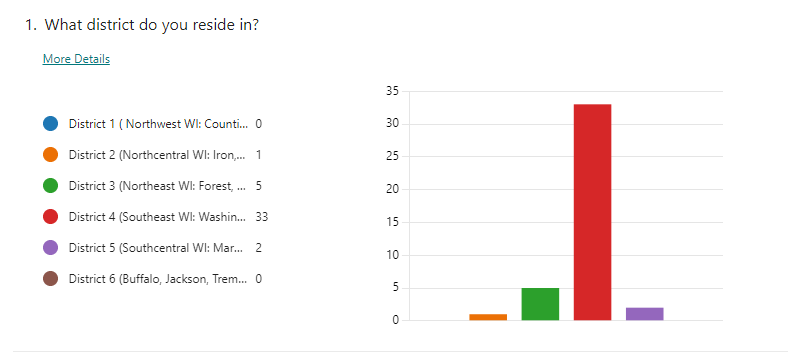 1. What district do you reside in?
More Details
District 1 ( Northwest WI: Counti... 0
District 2 (Northcentral WI: Iron,... 1
District 3 (Northeast WI: Forest, ... 5
District 4 (Southeast WI: Washin... 33
District 5 (Southcentral WI: Mar... 2
District 6 (Buffalo, Jackson, Trem... 0
35
30
25
20
15
10
5
0